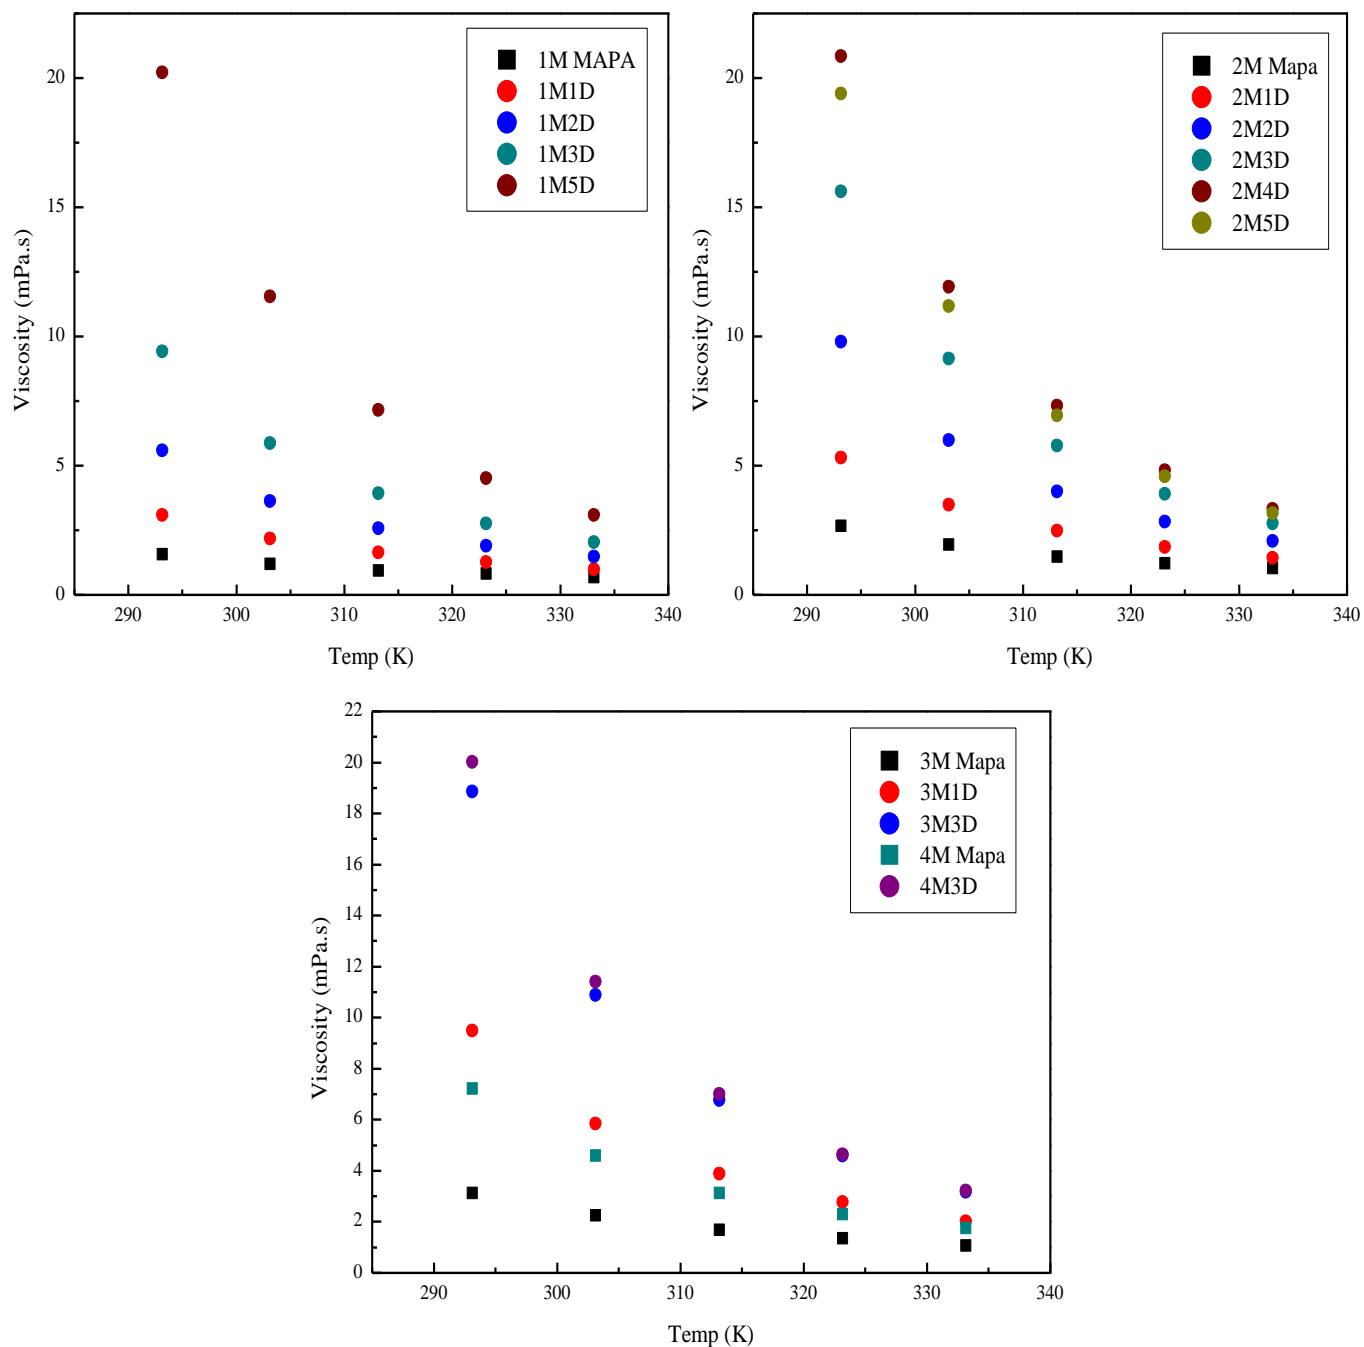 20
15
10
5
0
290
300
310
320
330
340
Viscosity (mPa.s)
Temp (K)
1M MAPA
1M1D
1M2D
1M3D
1M5D
20
15
10
5
0
290
300
310
320
330
340
Viscosity (mPa.s)
Temp (K)
2M Mapa
2M1D
2M2D
2M3D
2M4D
2M5D
22
20
18
16
14
12
10
8
6
4
2
0
290
300
310
320
330
340
Viscosity (mPa.s)
Temp (K)
3M Mapa
3M1D
3M3D
4M Mapa
4M3D